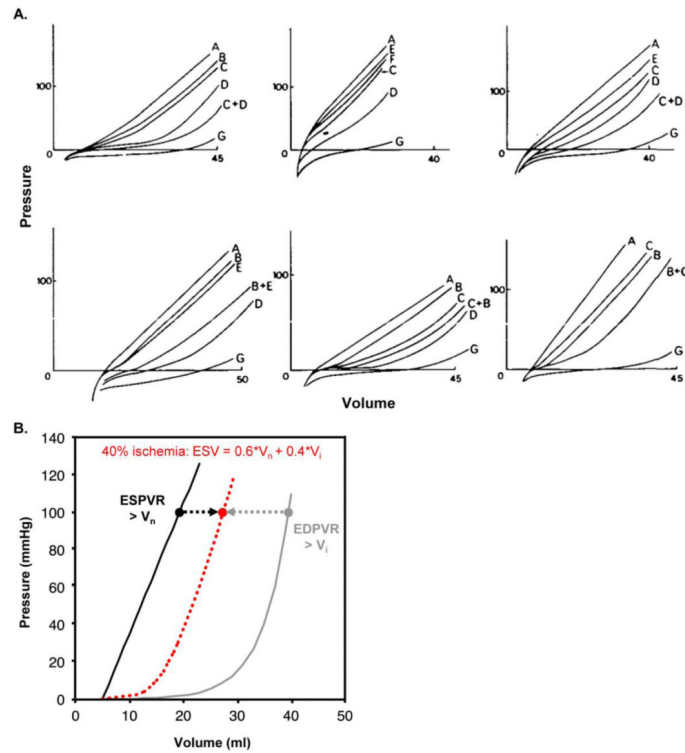 A.
Pressure
100
0
45
A
B
C
D
C+D
G
100
0
40
A
E
F
C
D
G
100
0
40
A
E
C
D
C+D
G
100
0
50
A
B
E
B+E
D
G
100
0
45
A
B
C
C+B
D
G
100
0
45
A
C
B
B+C
G
Volume
B.
40% ischemia: ESV = 0.6*Vn + 0.4*Vi
ESPVR
> Vn
EDPVR
> Vi
Pressure (mmHg)
140
120
100
80
60
40
20
0
0
10
20
30
40
50
Volume (ml)